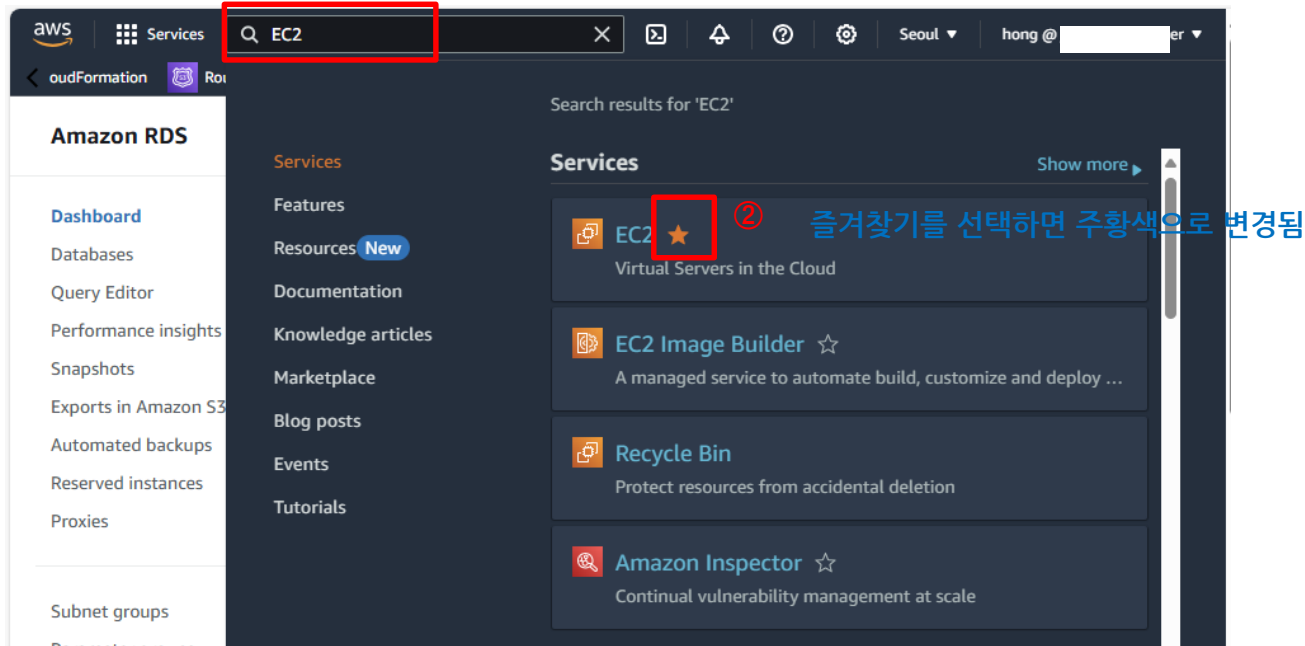 aws
Services
EC2
Seoul ▼
hong @
er ▼
oudFormation
Rou
Amazon RDS
Dashboard
Databases
Query Editor
Performance insights
Snapshots
Exports in Amazon S3
Automated backups
Reserved instances
Proxies
Subnet groups
Services
Features
Resources New
Documentation
Knowledge articles
Marketplace
Blog posts
Events
Tutorials
Search results for 'EC2'
Services
Show more ▶
EC2
②
즐겨찾기를 선택하면 주황색으로 변경됨
Virtual Servers in the Cloud
EC2 Image Builder
A managed service to automate build, customize and deploy ...
Recycle Bin
Protect resources from accidental deletion
Amazon Inspector
Continual vulnerability management at scale